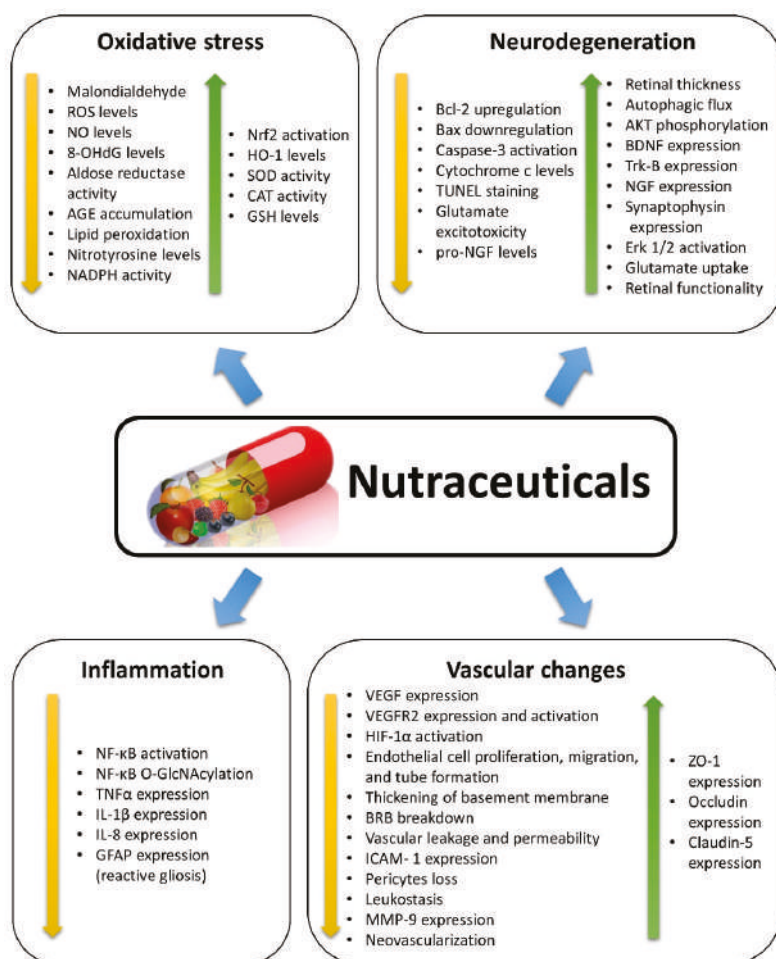 Oxidative stress
• Malondialdehyde
• ROS levels
• NO levels
• 8-OHdG levels
• Aldose reductase
activity
• AGE accumulation
• Lipid peroxidation
• Nitrotyrosine levels
• NADPH activity
• Nrf2 activation
• HO-1 levels
• SOD activity
• CAT activity
• GSH levels
Neurodegeneration
• Bcl-2 upregulation
• Bax downregulation
• Caspase-3 activation
• Cytochrome c levels
• TUNEL staining
• Glutamate
excitotoxicity
• pro-NGF levels
• Retinal thickness
• Autophagic flux
• AKT phosphorylation
• BDNF expression
• Trk-B expression
• NGF expression
• Synaptophysin
expression
• Erk 1/2 activation
• Glutamate uptake
• Retinal functionality
Nutraceuticals
Inflammation
• NF-κB activation
• NF-κB O-GlcNAcylation
• TNFα expression
• IL-1β expression
• IL-8 expression
• GFAP expression
(reactive gliosis)
Vascular changes
• VEGF expression
• VEGFR2 expression and activation
• HIF-1α activation
• Endothelial cell proliferation, migration,
and tube formation
• Thickening of basement membrane
• BRB breakdown
• Vascular leakage and permeability
• ICAM- 1 expression
• Pericytes loss
• Leukostasis
• MMP-9 expression
• Neovascularization
• ZO-1
expression
• Occludin
expression
• Claudin-5
expression